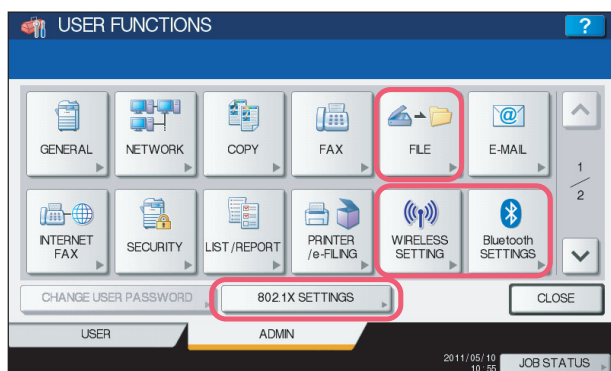 USER FUNCTIONS
?
GENERAL
NETWORK
COPY
FAX
FILE
@
E-MAIL
1
2
INTERNET
FAX
SECURITY
LIST/REPORT
PRINTER
/e-FILING
WIRELESS
SETTING
Bluetooth
SETTINGS
CHANGE USER PASSWORD
802.1X SETTINGS
CLOSE
USER
ADMIN
2011/05/10
10:55
JOB STATUS